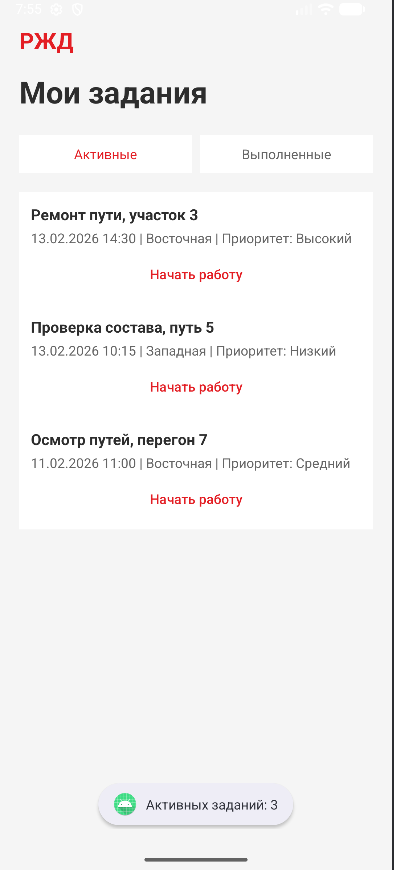 7:55
РЖД
Мои задания
Активные
Выполненные
Ремонт пути, участок 3
13.02.2026 14:30 | Восточная | Приоритет: Высокий
Начать работу
Проверка состава, путь 5
13.02.2026 10:15 | Западная | Приоритет: Низкий
Начать работу
Осмотр путей, перегон 7
11.02.2026 11:00 | Восточная | Приоритет: Средний
Начать работу
Активных заданий: 3